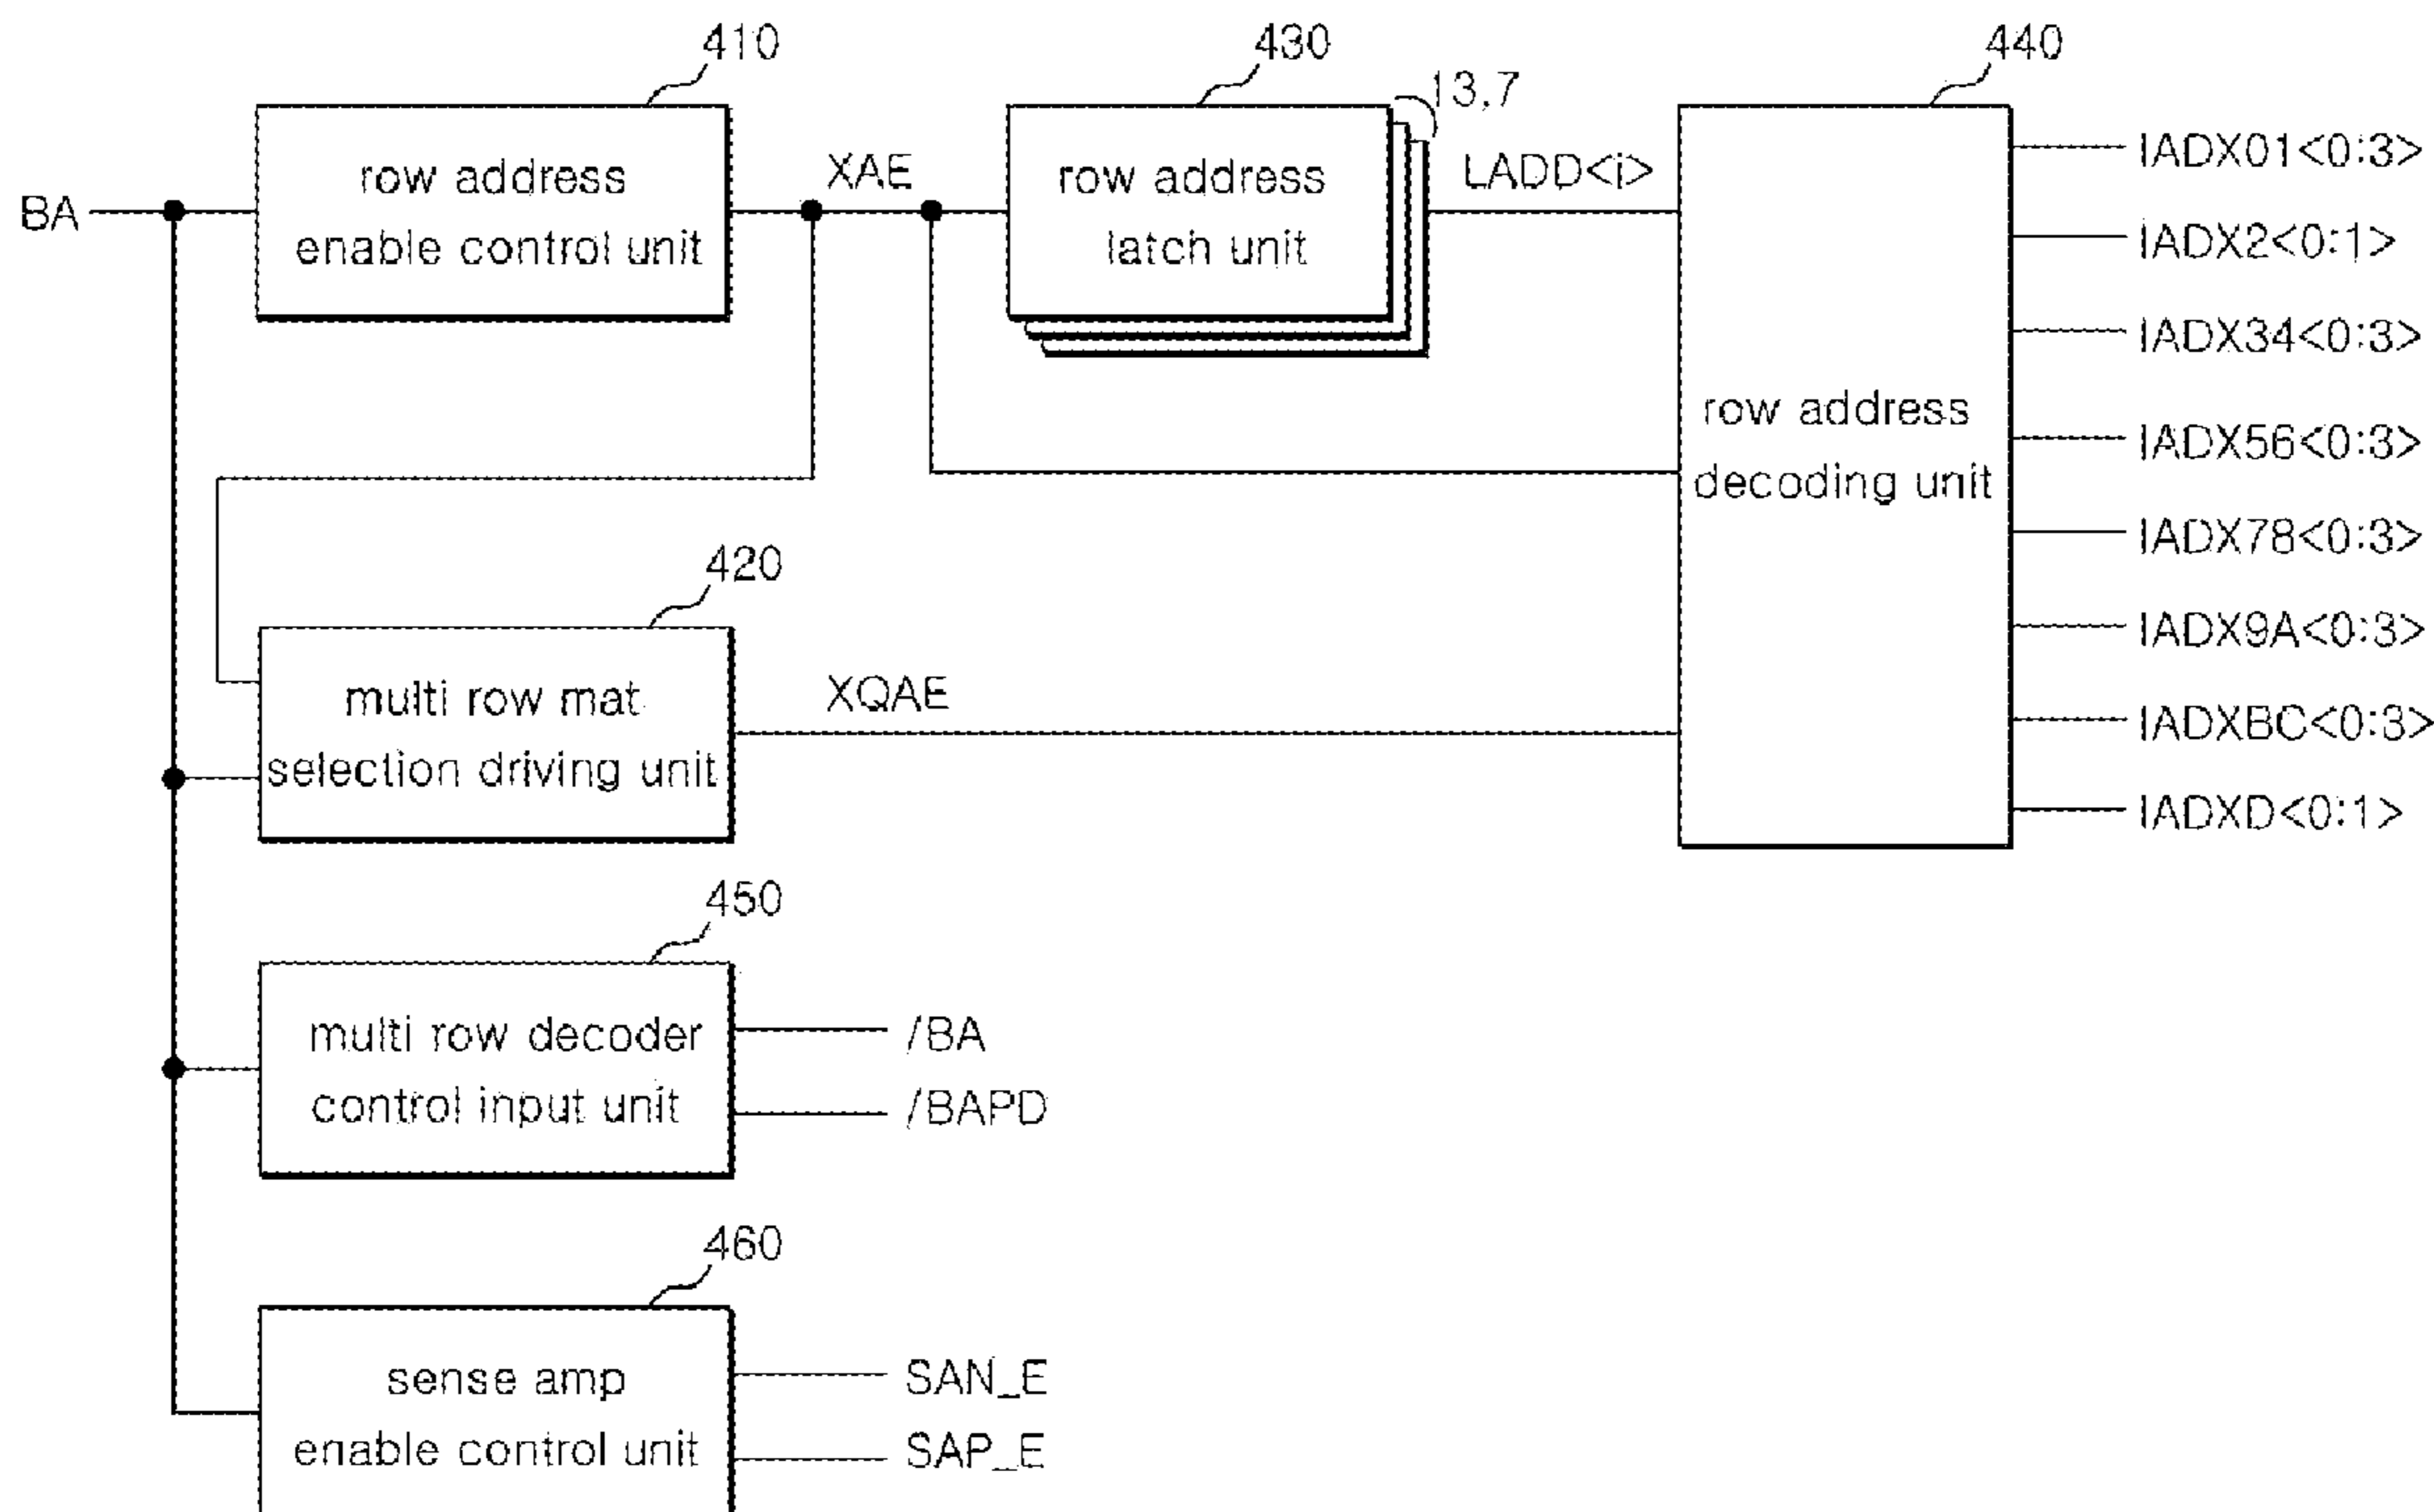 410
430
440
13,7
row address
enable control unit
XAE
row address
latch unit
LADD<i>
BA
IADX01<0:3>
IADX2<0:1>
IADX34<0:3>
row address
decoding unit
IADX56<0:3>
IADX78<0:3>
IADX9A<0:3>
IADXBC<0:3>
IADXD<0:1>
420
multi row mat
selection driving unit
XQAE
450
multi row decoder
control input unit
/BA
/BAPD
460
sense amp
enable control unit
SAN_E
SAP_E